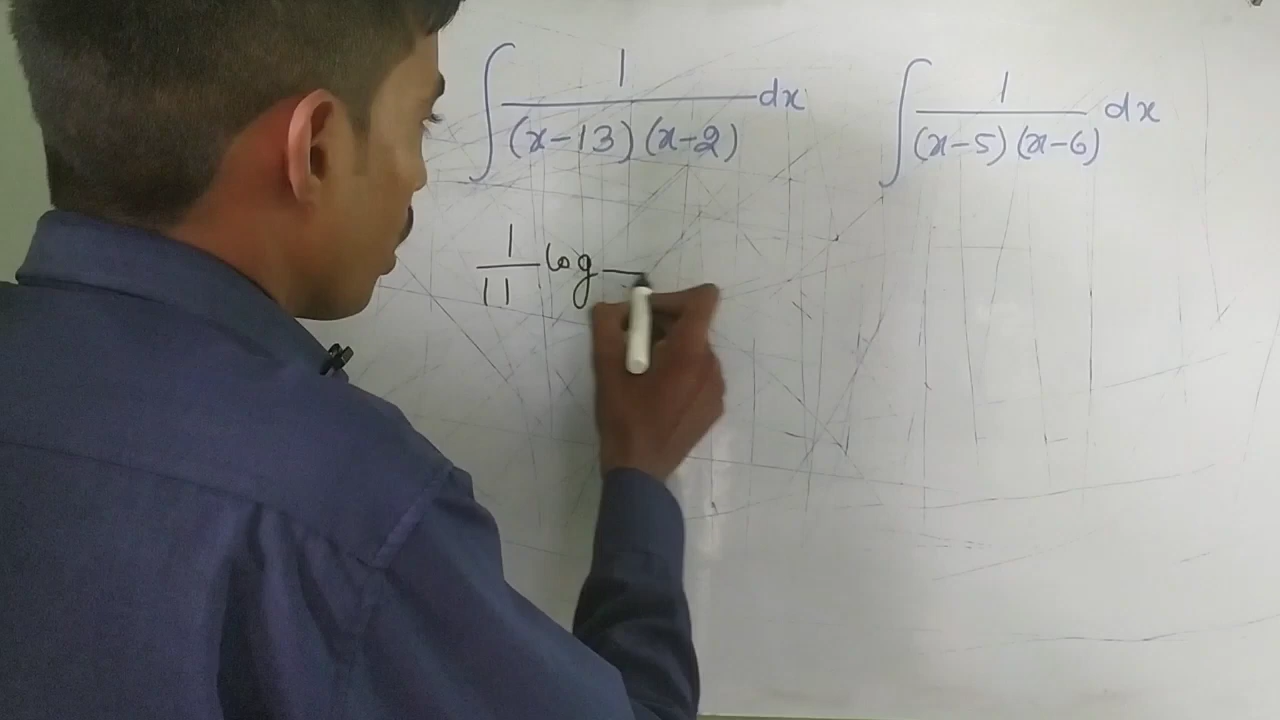 ∫ 1/((x-13)(x-2)) dx
∫ 1/((x-5)(x-6)) dx
1/11 log